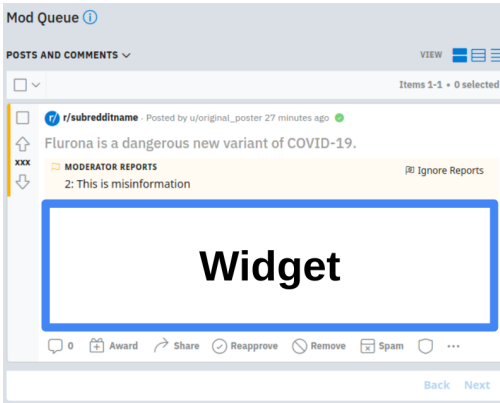 Mod Queue
POSTS AND COMMENTS
VIEW
Items 1-1 • 0 selected
r/ r/subredditname · Posted by u/original_poster 27 minutes ago
Flurona is a dangerous new variant of COVID-19.
xxx
MODERATOR REPORTS
Ignore Reports
2: This is misinformation
Widget
0 Award Share Reapprove Remove Spam ...
Back Next